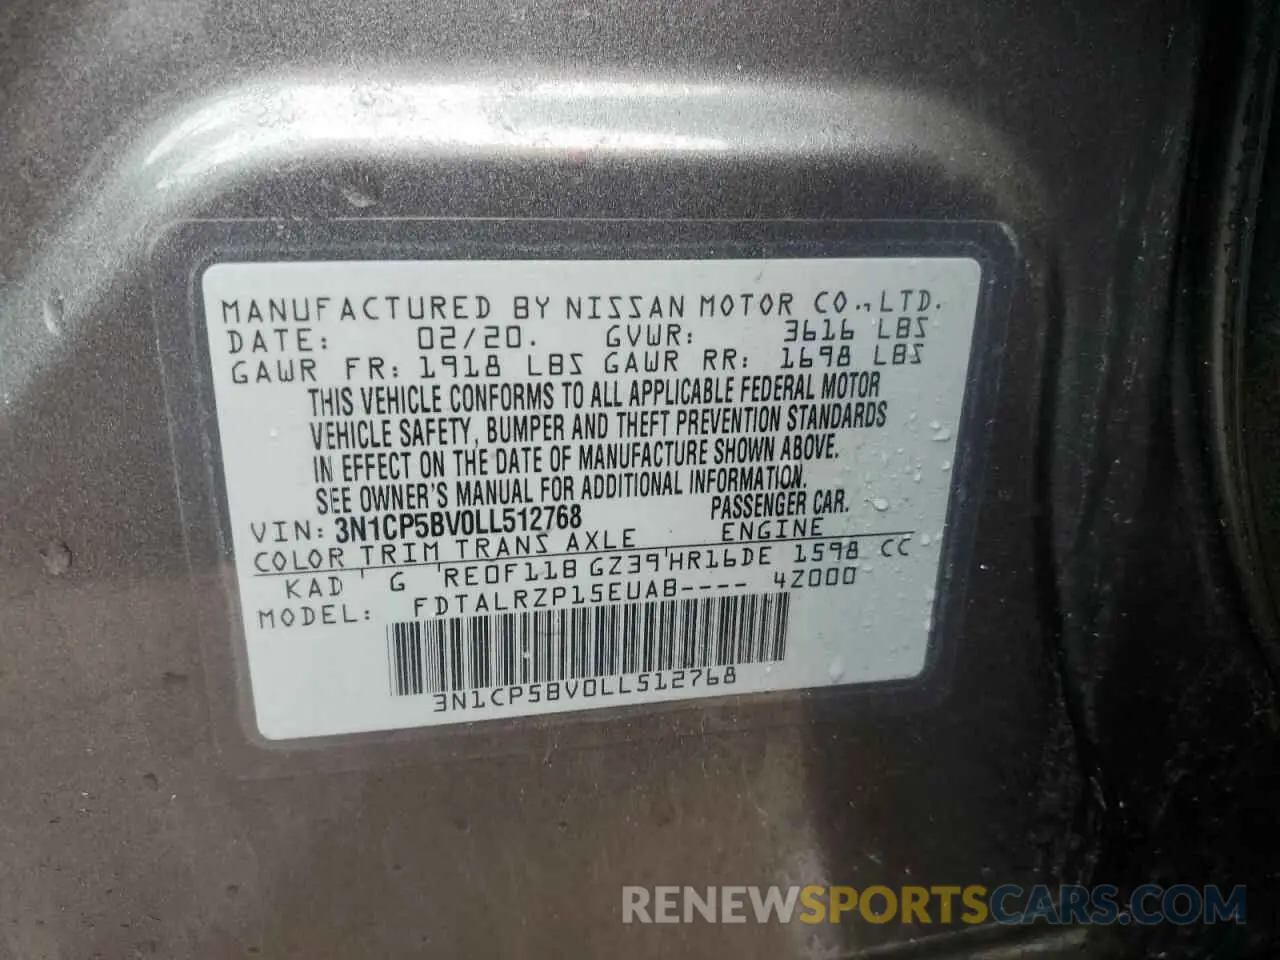 MANUFACTURED BY NISSAN MOTOR CO., LTD.
DATE: 02/20. GVWR: 3616 LBS
GAWR FR: 1918 LBS GAWR RR: 1698 LBS
THIS VEHICLE CONFORMS TO ALL APPLICABLE FEDERAL MOTOR
VEHICLE SAFETY, BUMPER AND THEFT PREVENTION STANDARDS
IN EFFECT ON THE DATE OF MANUFACTURE SHOWN ABOVE.
SEE OWNER'S MANUAL FOR ADDITIONAL INFORMATION.
VIN: 3N1CP5BV0LL512768 PASSENGER CAR.
COLOR TRIM TRANS AXLE ENGINE
KAD G RE0F11B GZ39 HR16DE 1598 CC
MODEL: FDTALRZP15EUAB---- 4Z000
3N1CP5BV0LL512768
RENEWSPORTSCARS.COM